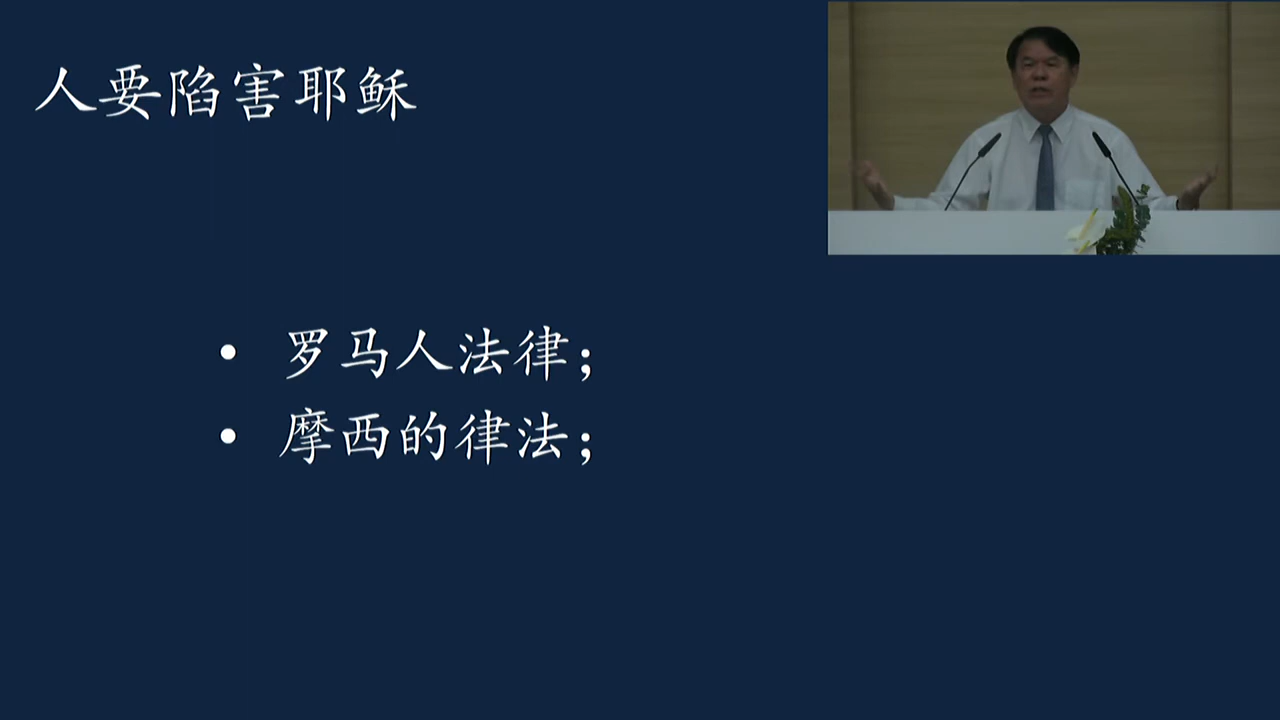 人要陷害耶稣
• 罗马人法律；
• 摩西的律法；